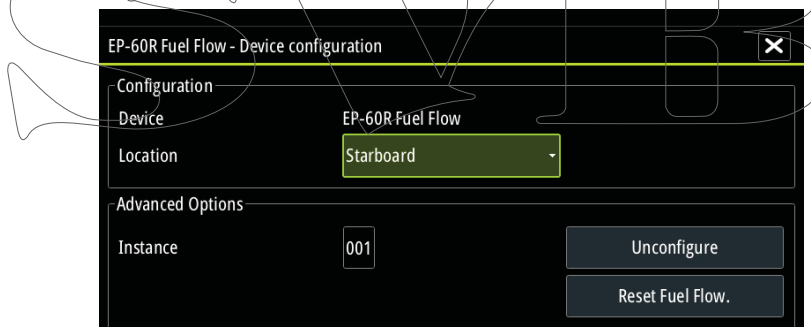 EP-60R Fuel Flow - Device configuration
Configuration
Device EP-60R Fuel Flow
Location Starboard
Advanced Options
Instance 001 Unconfigure
Reset Fuel Flow.